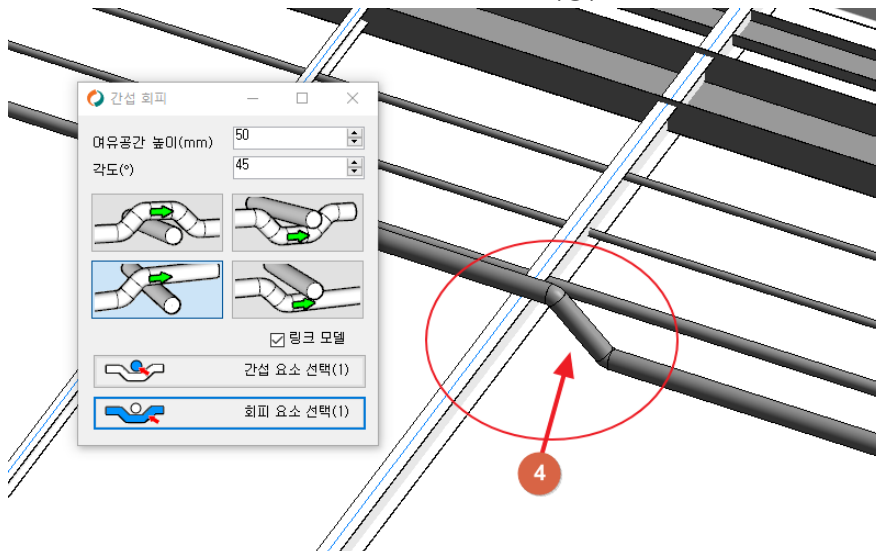 간섭 회피
여유공간 높이(mm) 50
각도(°) 45
링크 모델
간섭 요소 선택(1)
회피 요소 선택(1)
4